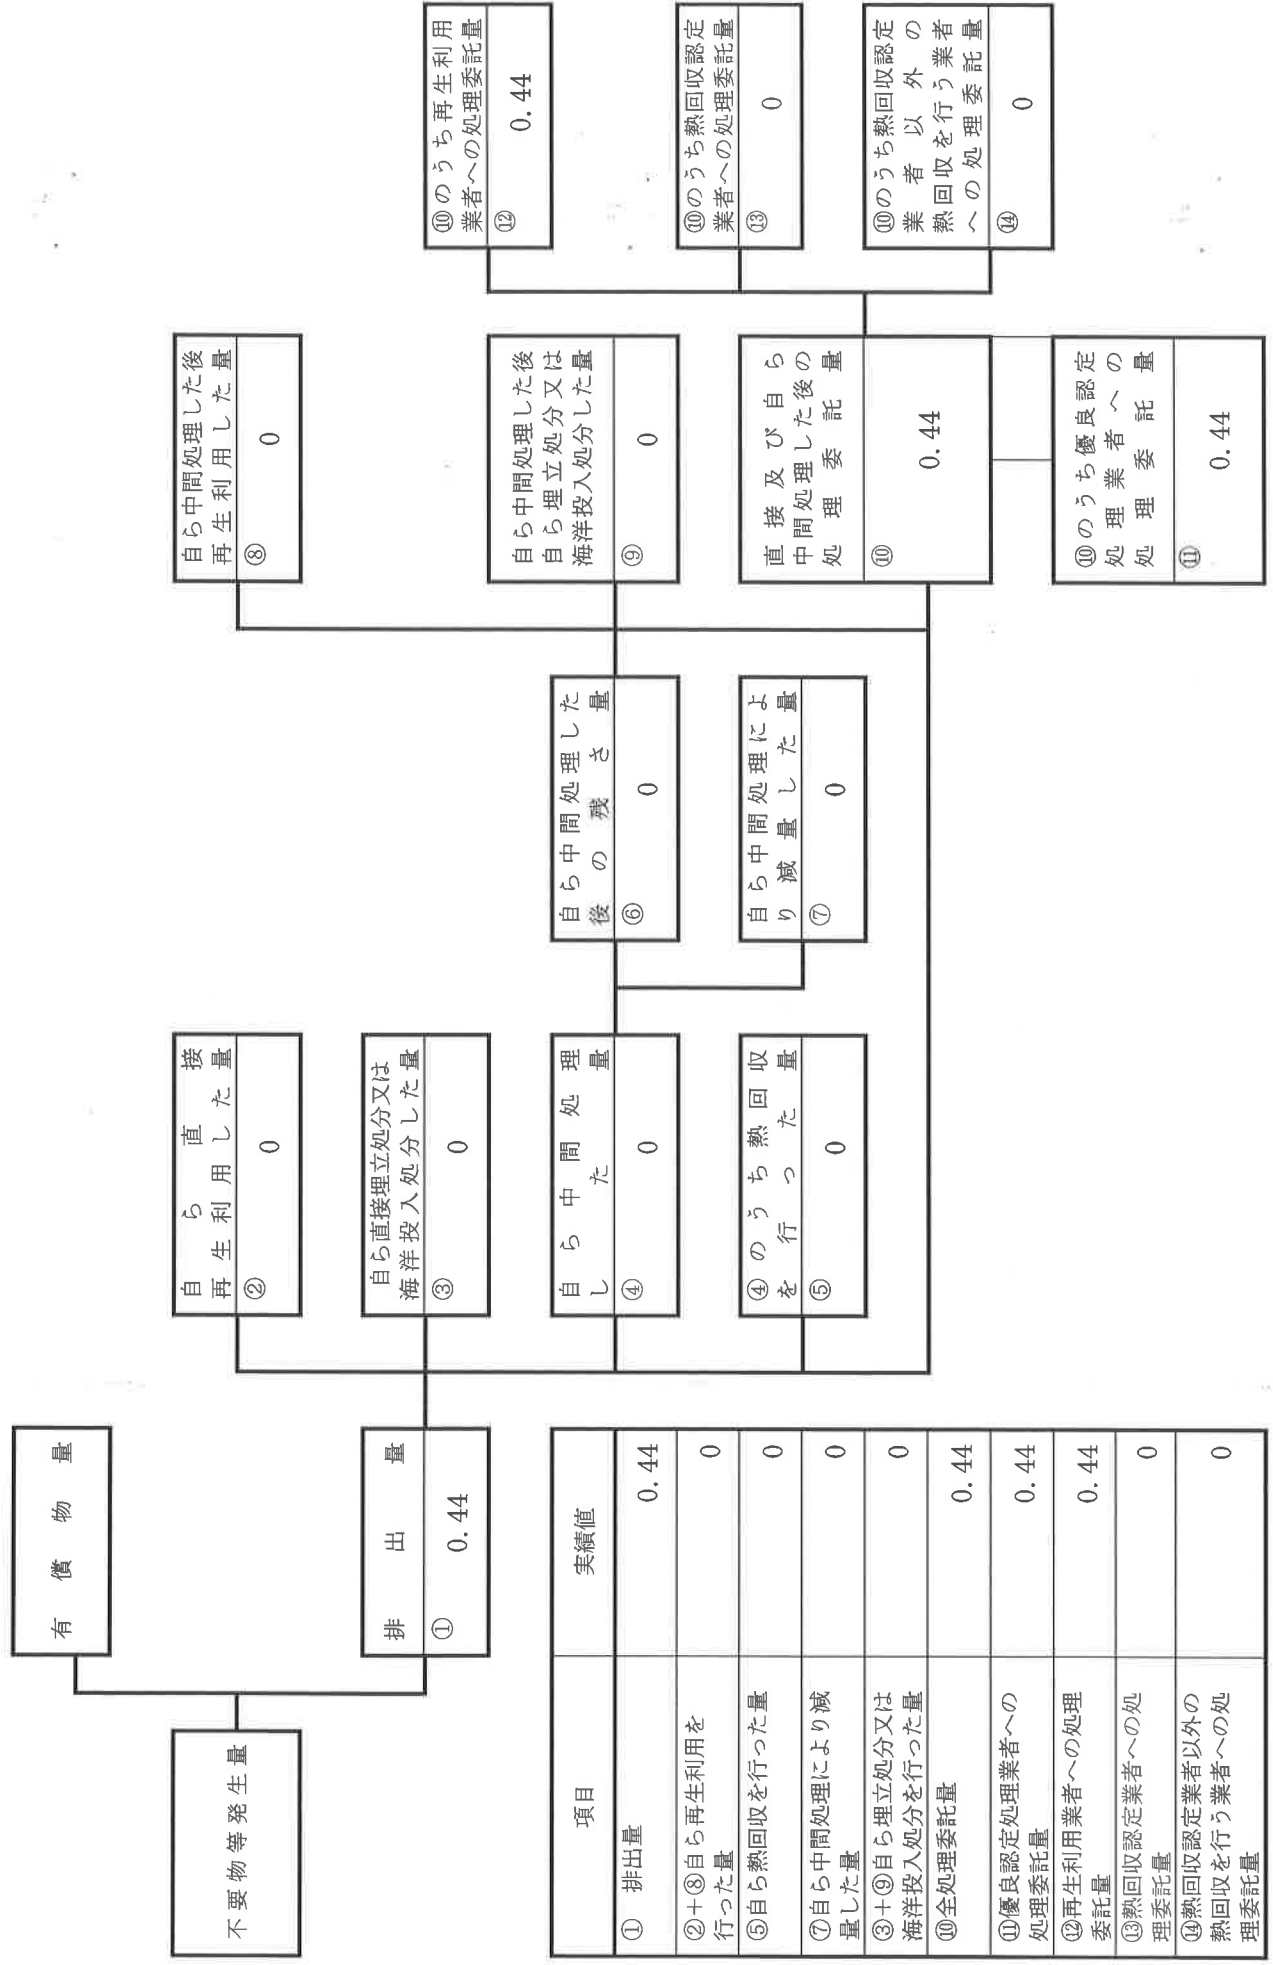 不要物等発生量
有償物量
排出量
①
0.44
自ら直接
再生利用した量
②
0
自ら直接埋立処分又は
海洋投入処分した量
③
0
自ら中間処理
した量
④
0
④のうち熱回収
を行った量
⑤
0
自ら中間処理した
後の残さ量
⑥
0
自ら中間処理によ
り減量した量
⑦
0
自ら中間処理した後
再生利用した量
⑧
0
自ら中間処理した後
自ら埋立処分又は
海洋投入処分した量
⑨
0
直接及び自ら
中間処理した後の
処理委託量
⑩
0.44
⑩のうち優良認定
処理業者への
処理委託量
⑪
0.44
⑩のうち再生利用
業者への処理委託量
⑫
0.44
⑩のうち熱回収認定
業者への処理委託量
⑬
0
⑩のうち熱回収認定
業者以外の
熱回収を行う業者
への処理委託量
⑭
0
項目 実績値
① 排出量 0.44
②+⑧自ら再生利用を
行った量 0
⑤自ら熱回収を行った量 0
⑦自ら中間処理により減
量した量 0
③+⑨自ら埋立処分又は
海洋投入処分を行った量 0
⑩全処理委託量 0.44
⑪優良認定処理業者への
処理委託量 0.44
⑫再生利用業者への処理
委託量 0.44
⑬熱回収認定業者への処
理委託量 0
⑭熱回収認定業者以外の
熱回収を行う業者への処
理委託量 0